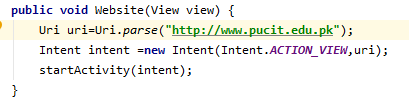 public void Website(View view) {
Uri uri=Uri.parse("http://www.pucit.edu.pk");
Intent intent =new Intent(Intent.ACTION_VIEW,uri);
startActivity(intent);
}